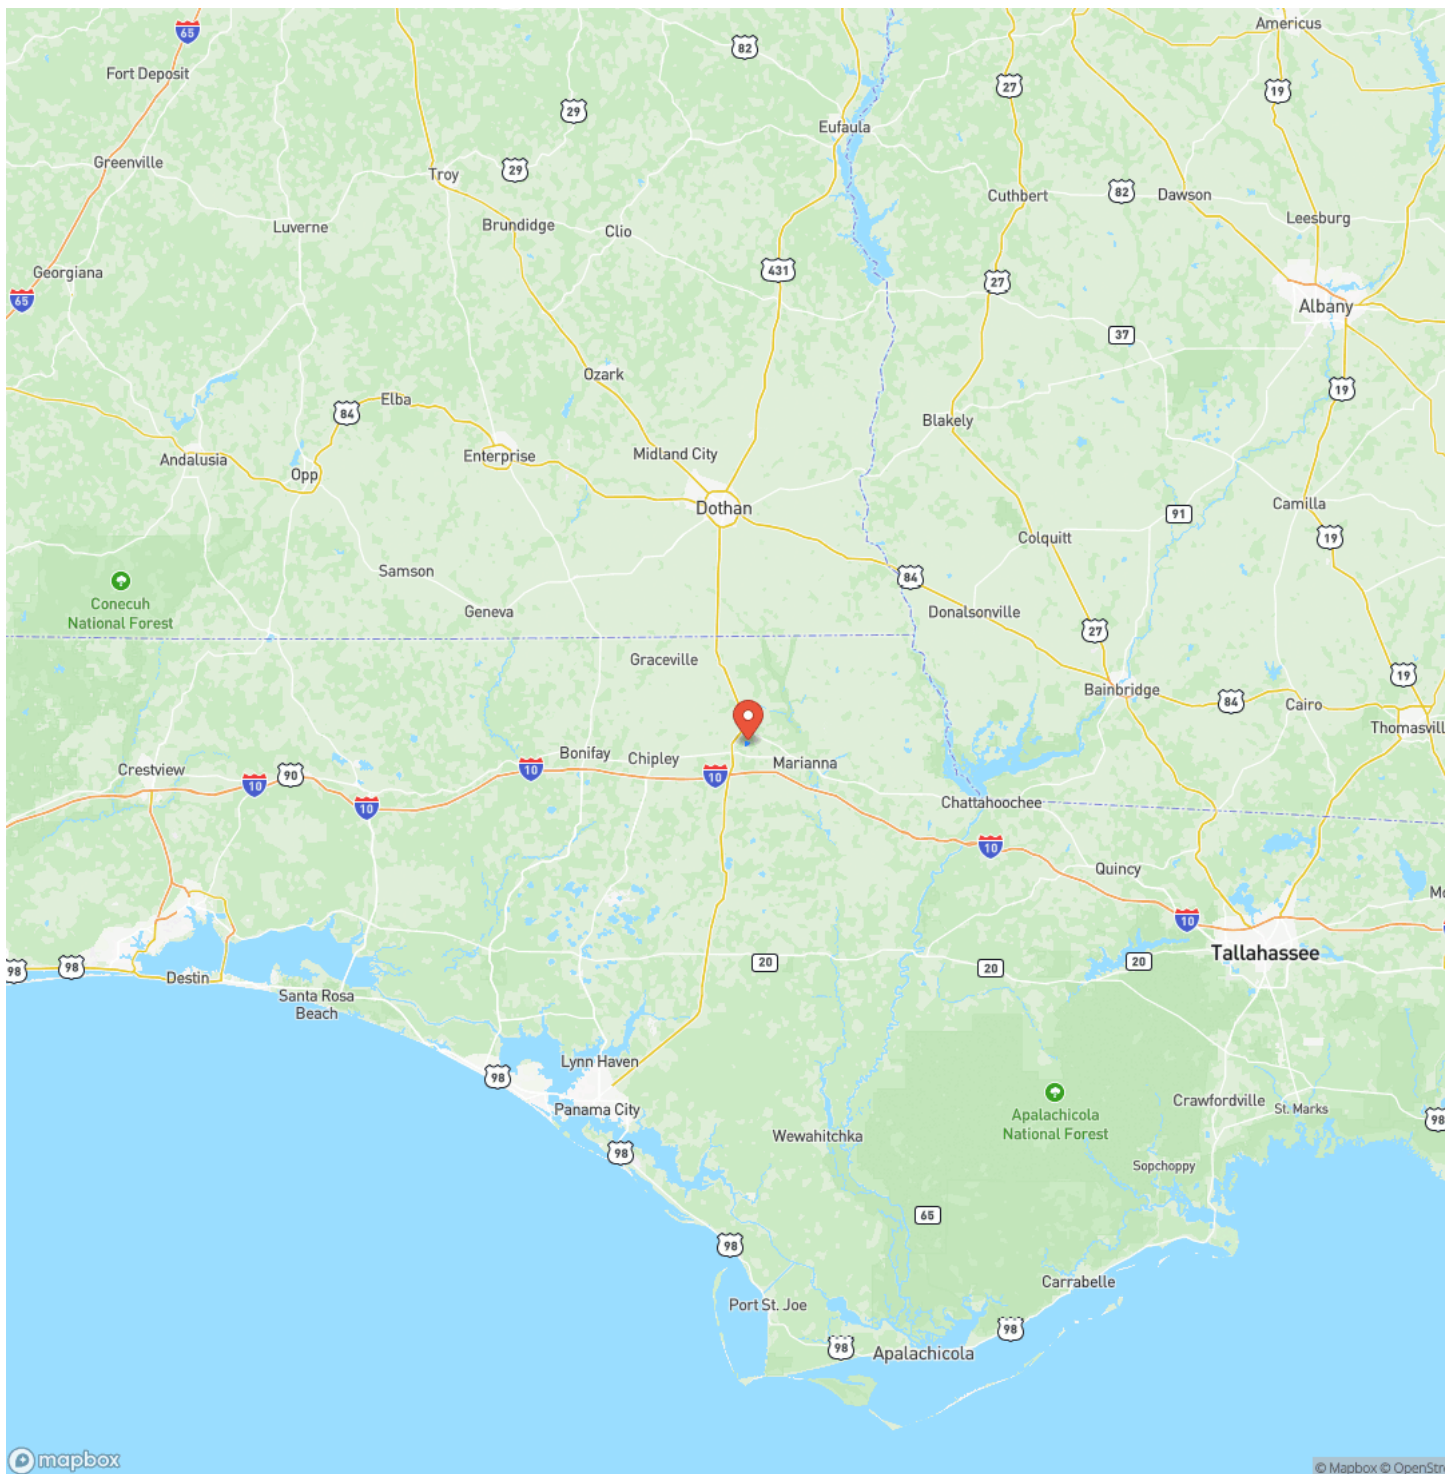 Americus
65
82
Fort Deposit
27
19
29
Eufaula
Greenville
29
Troy
82
Cuthbert
Dawson
Leesburg
Brundidge
Luverne
Clio
Georgiana
431
27
65
Albany
37
Ozark
19
Elba
84
Blakely
Andalusia
Enterprise
Midland City
Opp
Dothan
Camilla
91
Colquitt
19
Samson
84
Conecuh
National Forest
Geneva
Donalsonville
27
Graceville
19
Bainbridge
84
Cairo
Thomasvill
Bonifay
Chipley
Marianna
Crestview
10
90
10
10
10
Chattahoochee
10
Quincy
Mo
10
Tallahassee
98
98
20
20
20
Destin
Santa Rosa
Beach
Lynn Haven
98
Panama City
Apalachicola
National Forest
Crawfordville
St. Marks
98
Wewahitchka
98
Sopchoppy
65
98
Carrabelle
Port St. Joe
98
98
Apalachicola
mapbox
© Mapbox © OpenStre